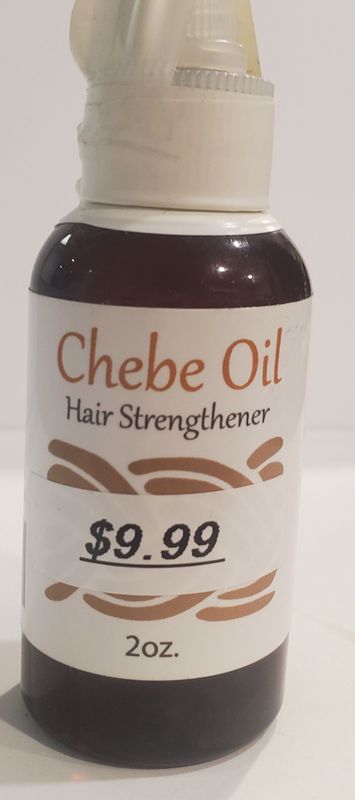 Chebe Oil
Hair Strengthener
$9.99
2oz.